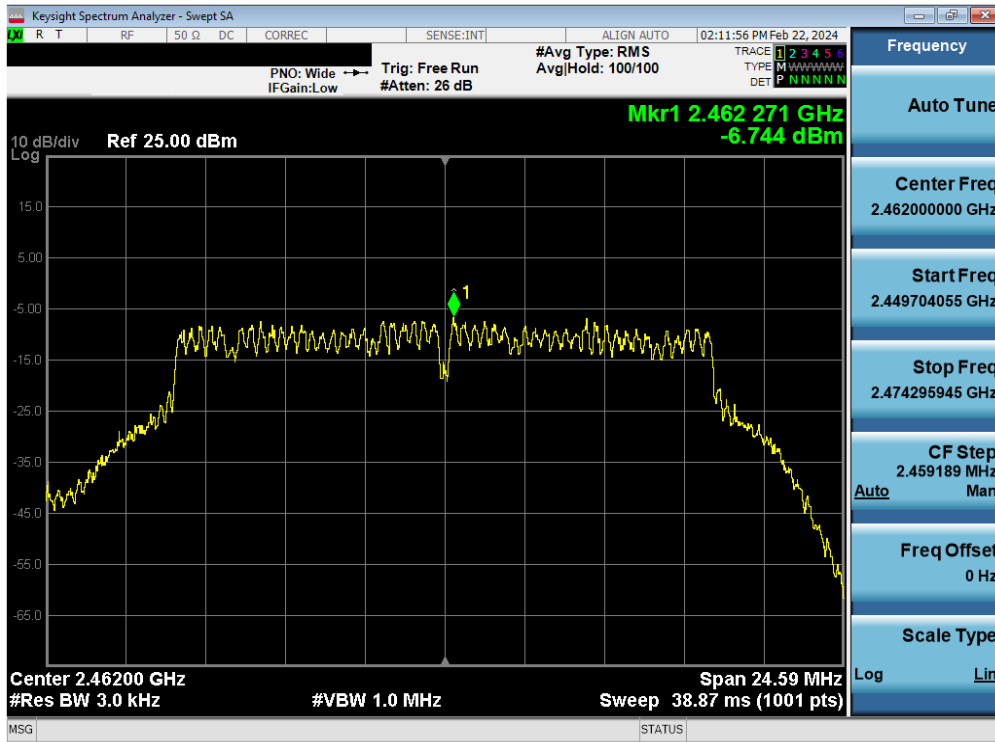 Keysight Spectrum Analyzer - Swept SA
LXI R T RF 50 Ω DC CORREC SENSE:INT ALIGN AUTO 02:11:56 PM Feb 22, 2024
PNO: Wide
IFGain:Low
Trig: Free Run
#Atten: 26 dB
#Avg Type: RMS
Avg|Hold: 100/100
TRACE 1 2 3 4 5 6
TYPE M W W W W W
DET P N N N N N
Mkr1 2.462 271 GHz
-6.744 dBm
10 dB/div
Log
Ref 25.00 dBm
15.0
5.00
-5.00
-15.0
-25.0
-35.0
-45.0
-55.0
-65.0
1
Center 2.46200 GHz
Span 24.59 MHz
#Res BW 3.0 kHz
#VBW 1.0 MHz
Sweep 38.87 ms (1001 pts)
MSG
STATUS
Frequency
Auto Tune
Center Freq
2.462000000 GHz
Start Freq
2.449704055 GHz
Stop Freq
2.474295945 GHz
CF Step
2.459189 MHz
Auto Man
Freq Offset
0 Hz
Scale Type
Log Lin